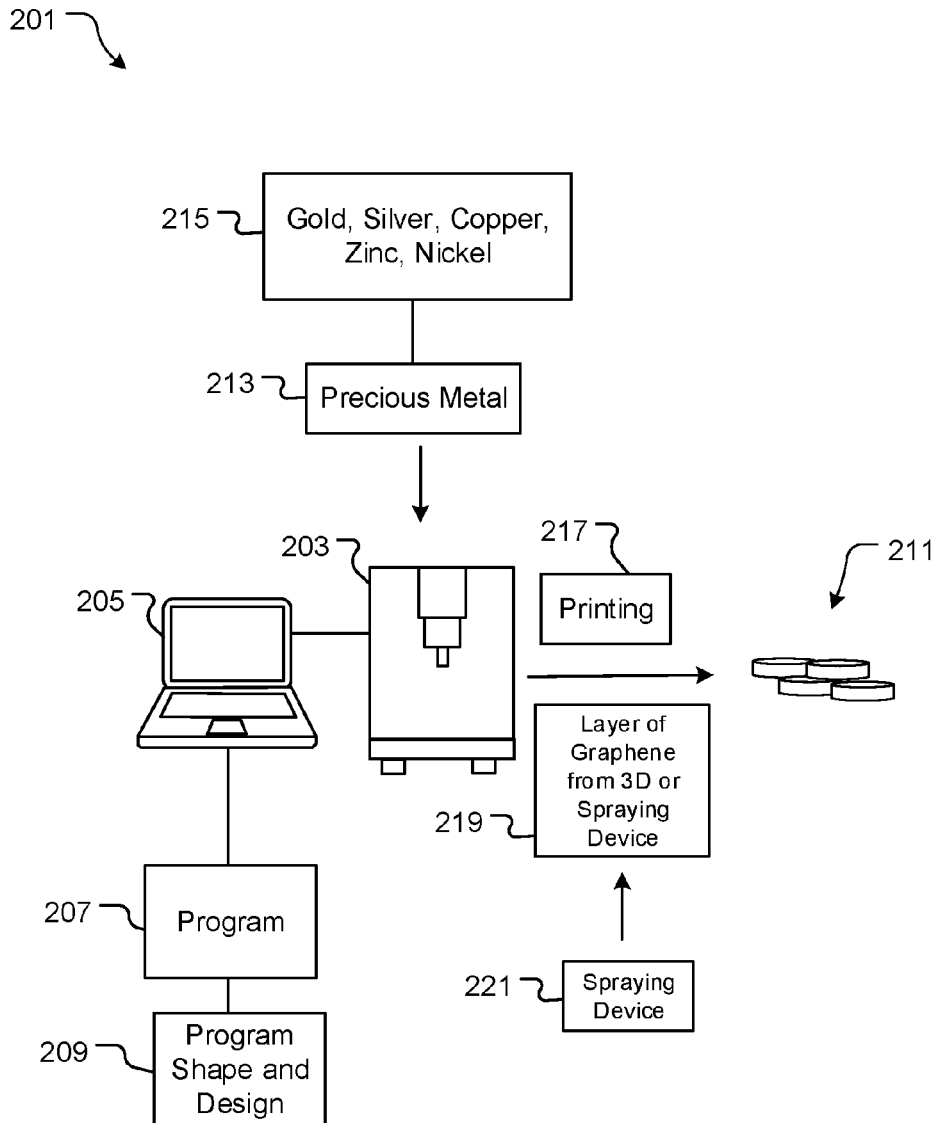 201
215
Gold, Silver, Copper,
Zinc, Nickel
213
Precious Metal
203
217
211
205
Printing
Layer of
Graphene
from 3D or
Spraying
Device
219
207
Program
221
Spraying
Device
209
Program
Shape and
Design